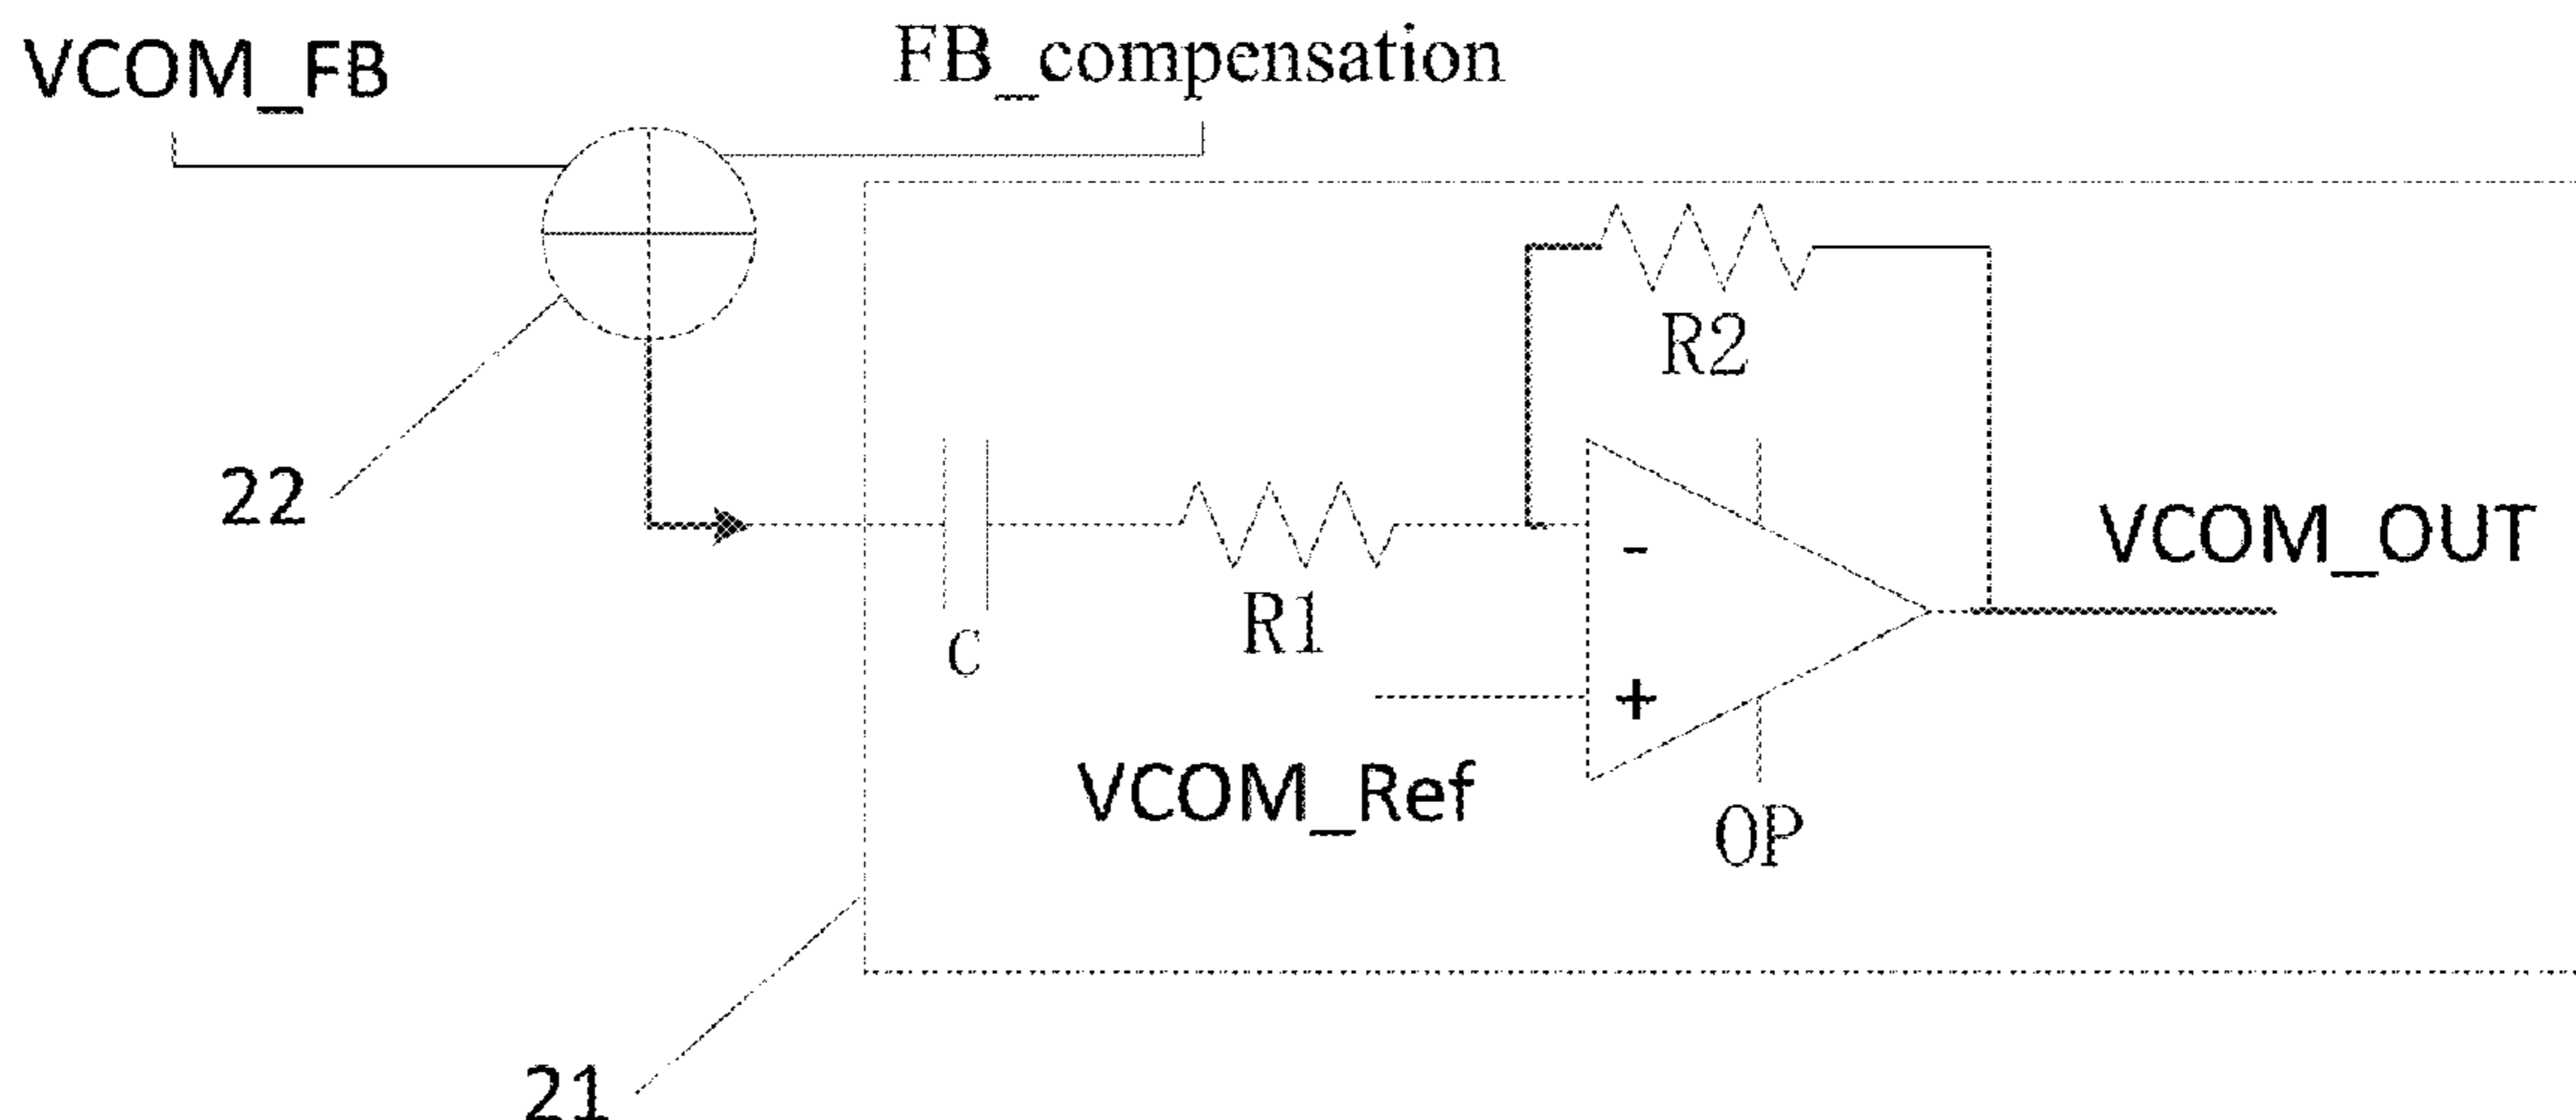 VCOM_FB
FB_compensation
R2
22
VCOM_OUT
-
R1
C
+
VCOM_Ref
OP
21